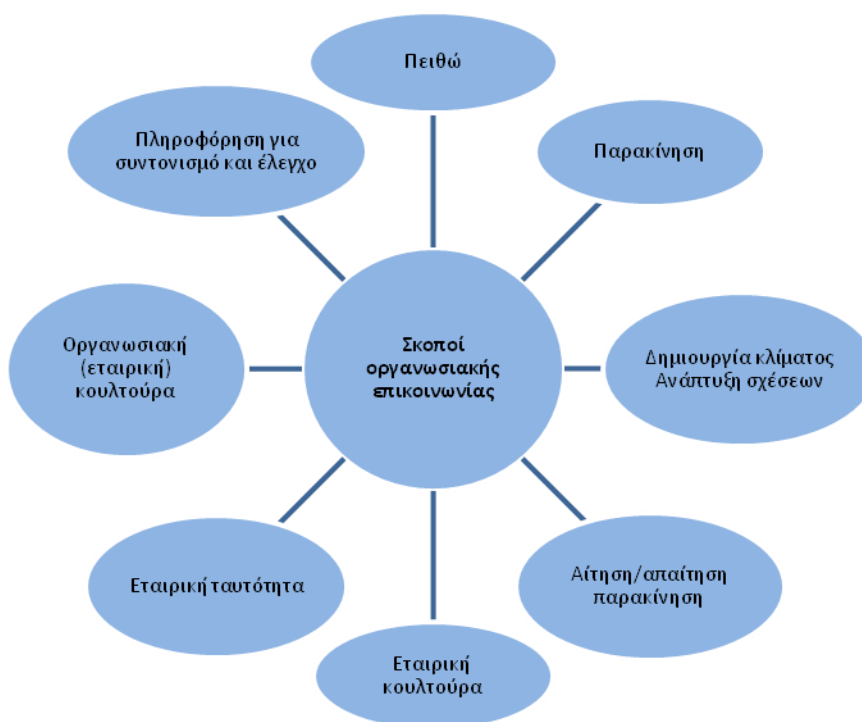 Πειθώ
Παρακίνηση
Δημιουργία κλίματος
Ανάπτυξη σχέσεων
Αίτηση/απαίτηση
παρακίνηση
Εταιρική
κουλτούρα
Εταιρική ταυτότητα
Οργανωσιακή
(εταιρική)
κουλτούρα
Πληροφόρηση για
συντονισμό και έλεγχο
Σκοποί
οργανωσιακής
επικοινωνίας